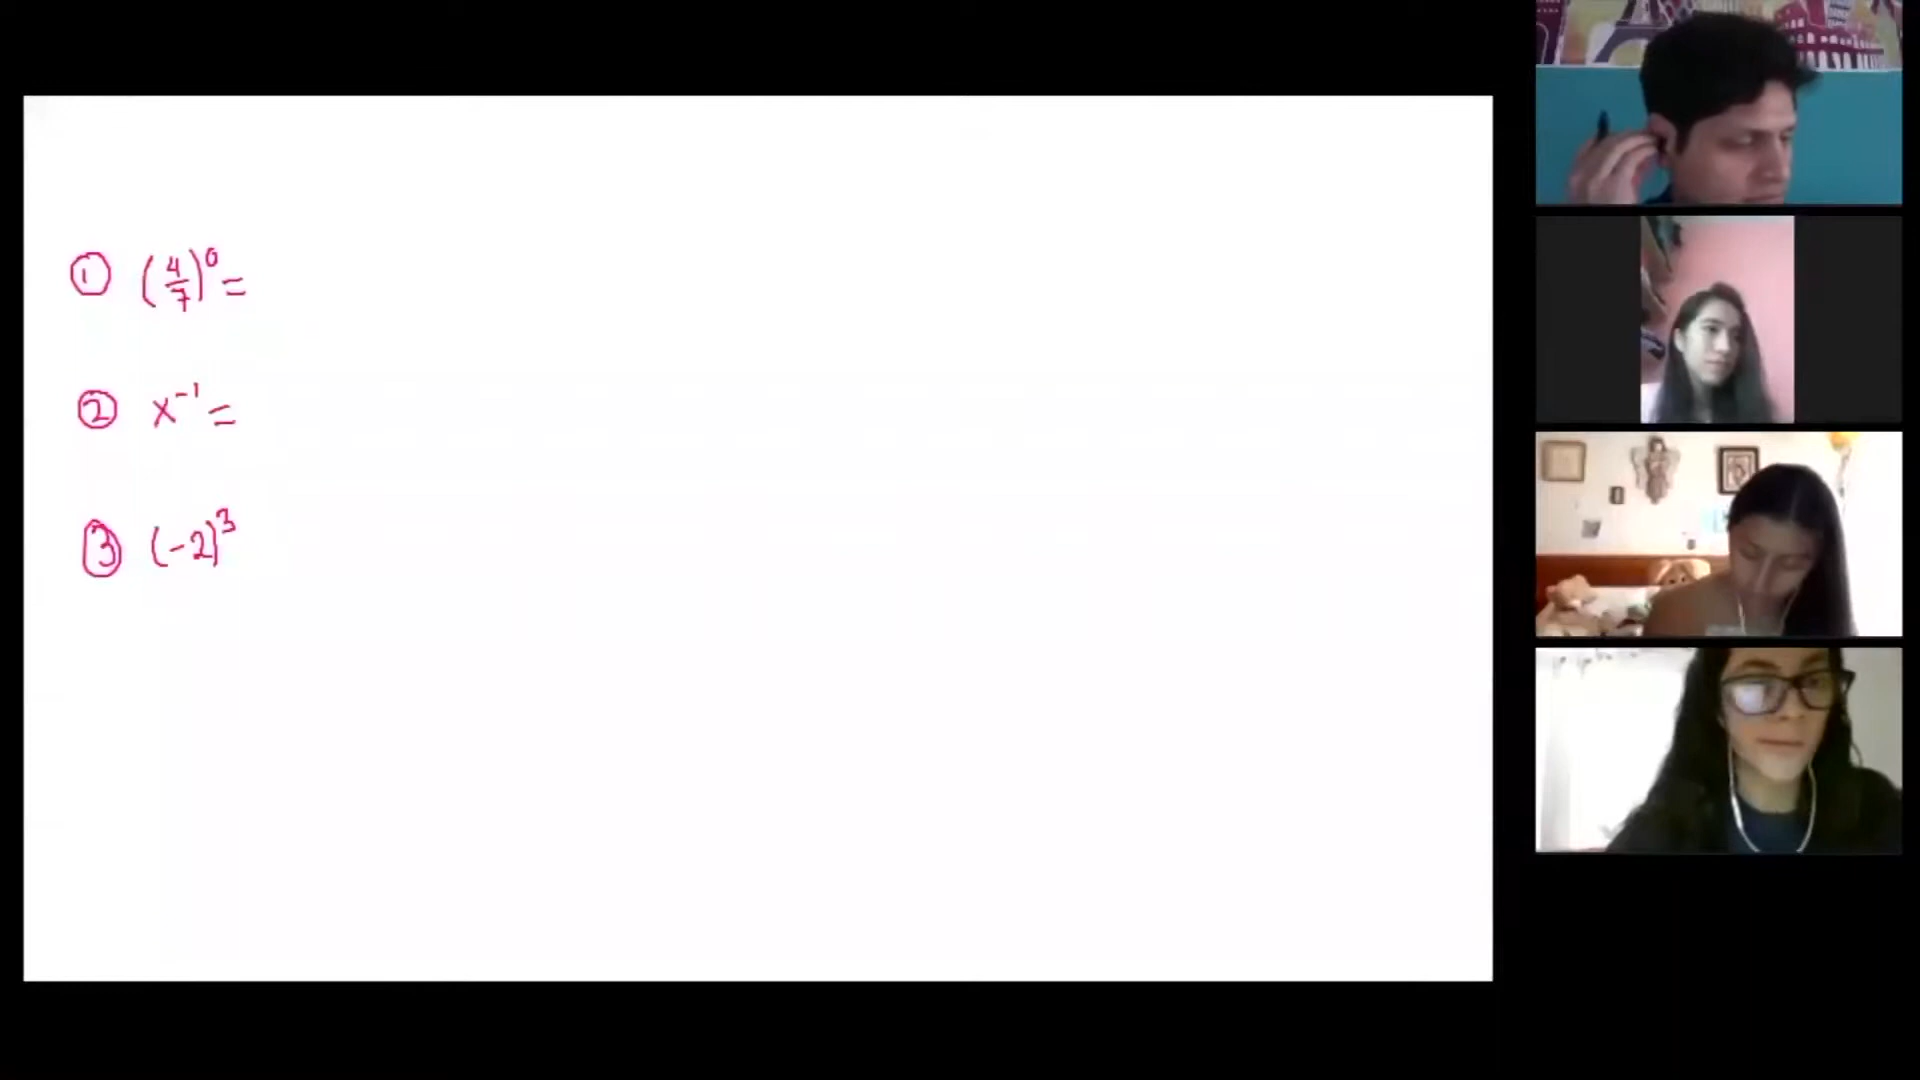 ① (4/7)⁰ =
② x⁻¹ =
③ (-2)³